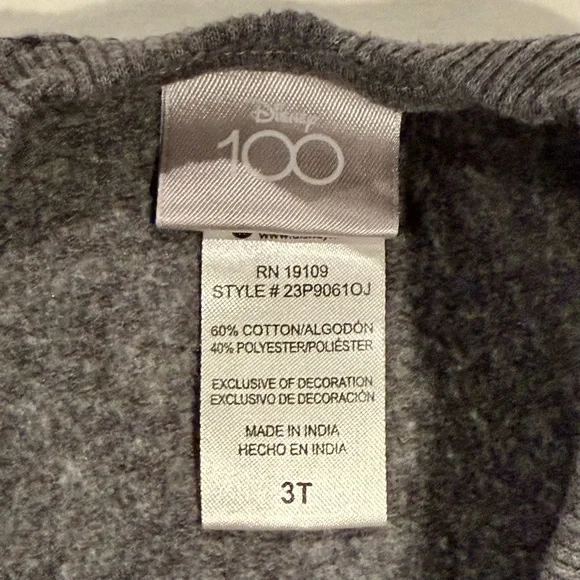 Disney
100
RN 19109
STYLE # 23P9061OJ
60% COTTON/ALGODÓN
40% POLYESTER/POLIÉSTER
EXCLUSIVE OF DECORATION
EXCLUSIVO DE DECORACIÓN
MADE IN INDIA
HECHO EN INDIA
3T